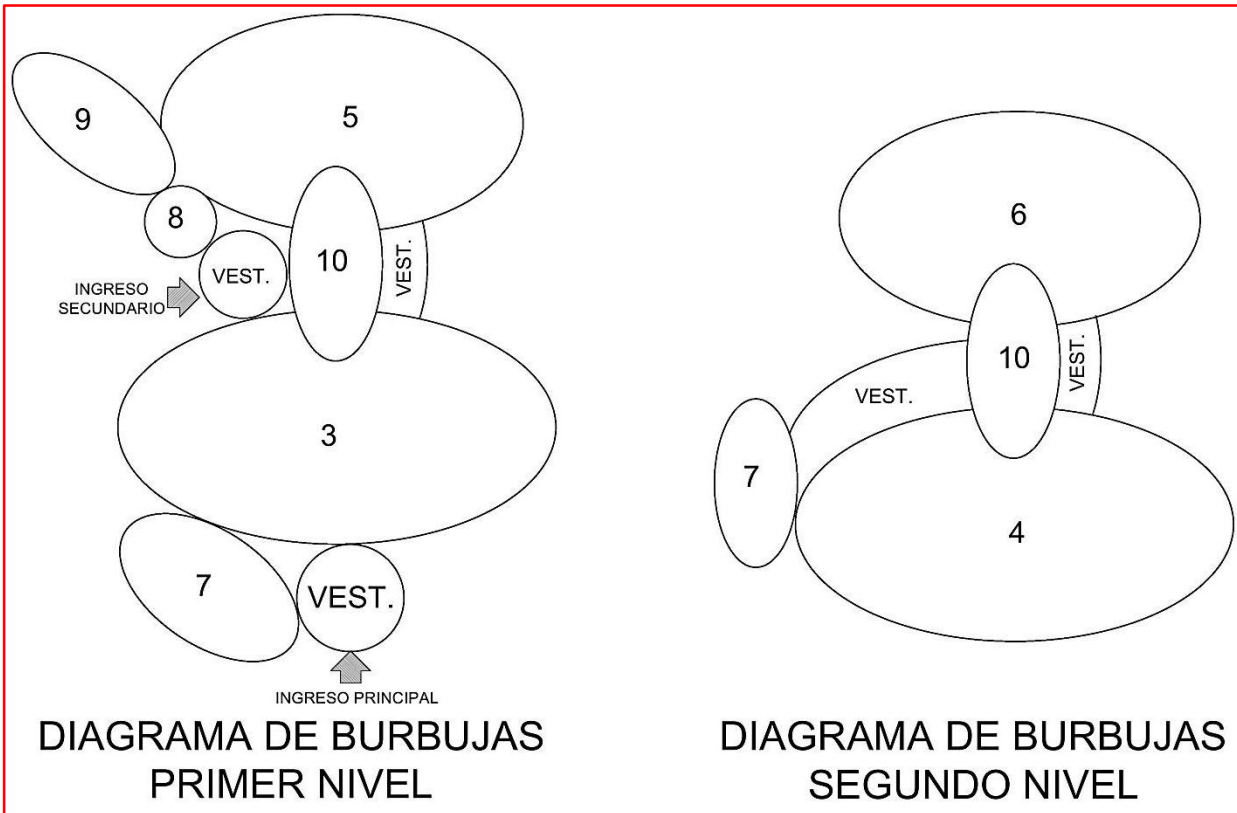 9
5
8
10
VEST.
VEST.
INGRESO
SECUNDARIO
3
7
VEST.
INGRESO PRINCIPAL
DIAGRAMA DE BURBUJAS
PRIMER NIVEL
6
10
VEST.
VEST.
7
4
DIAGRAMA DE BURBUJAS
SEGUNDO NIVEL